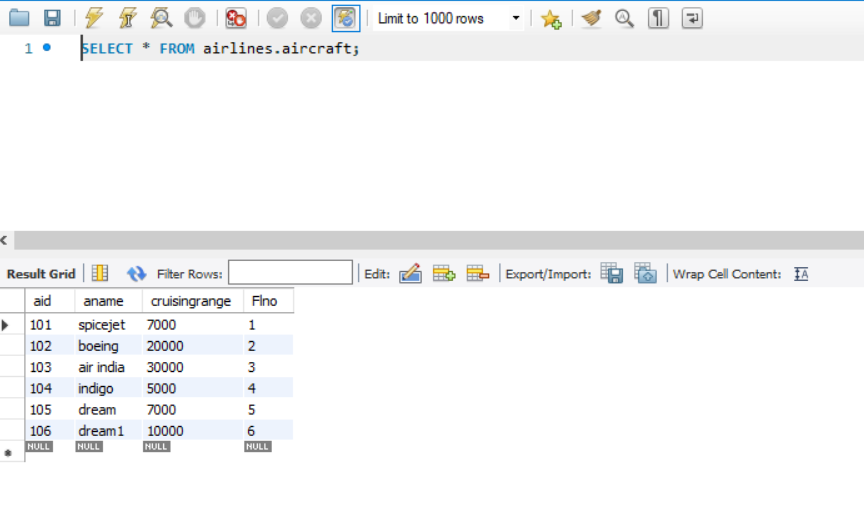 Limit to 1000 rows
1 SELECT * FROM airlines.aircraft;
Result Grid Filter Rows: Edit: Export/Import: Wrap Cell Content:
aid aname cruisingrange Flno
101 spicejet 7000 1
102 boeing 20000 2
103 air india 30000 3
104 indigo 5000 4
105 dream 7000 5
106 dream1 10000 6
NULL NULL NULL NULL